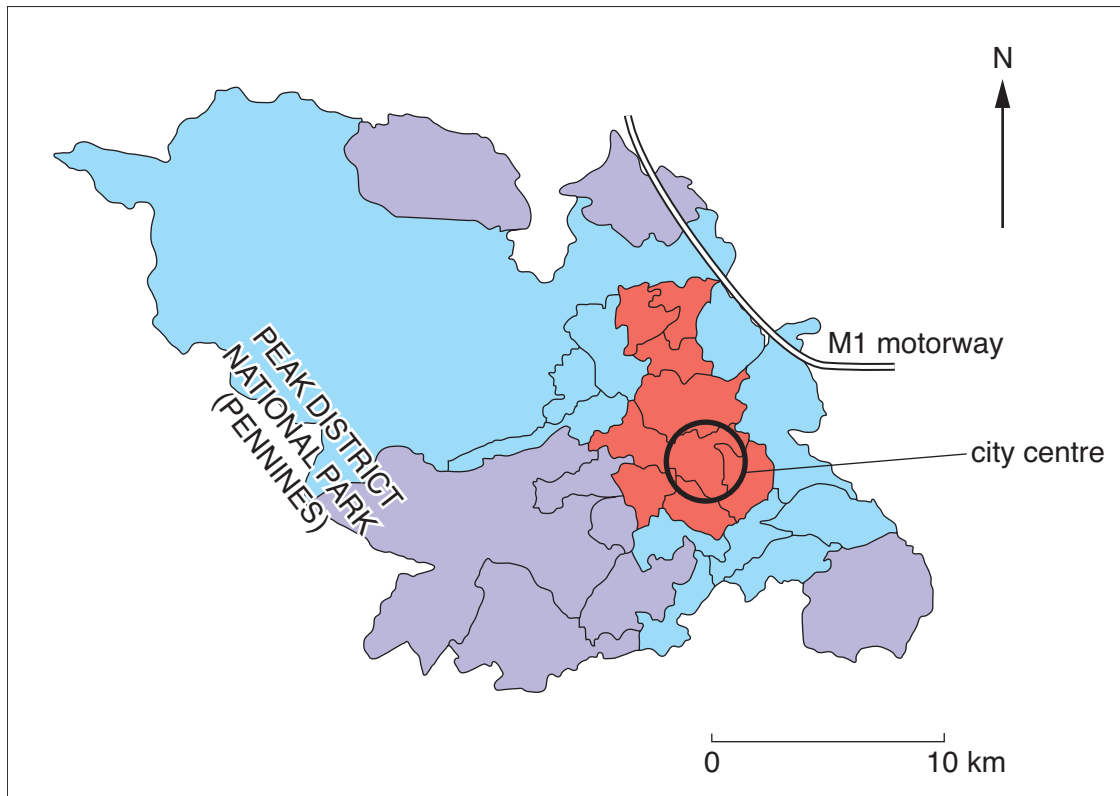 N
M1 motorway
PEAK DISTRICT
NATIONAL PARK
(PENNINES)
city centre
0 10 km